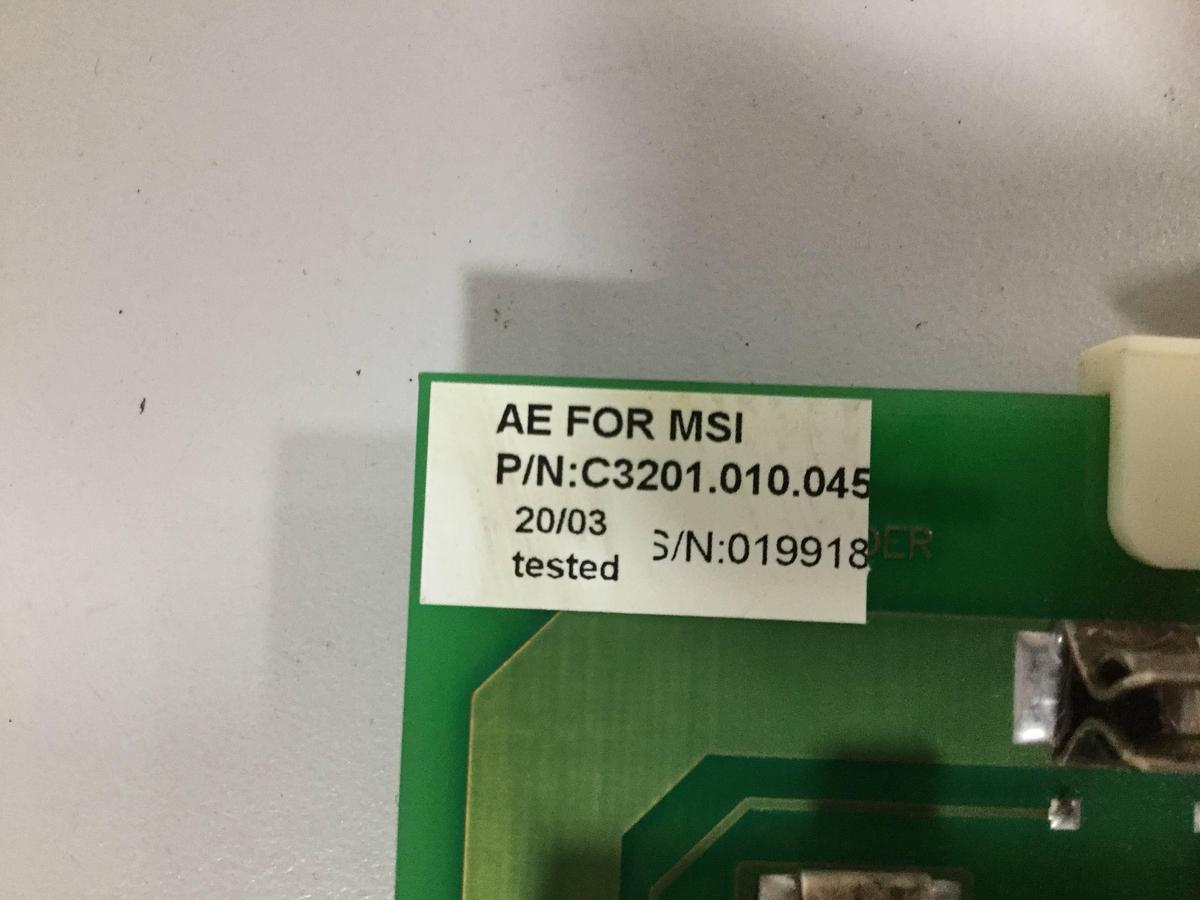 AE FOR MSI
P/N:C3201.010.045
20/03
S/N:019918
tested